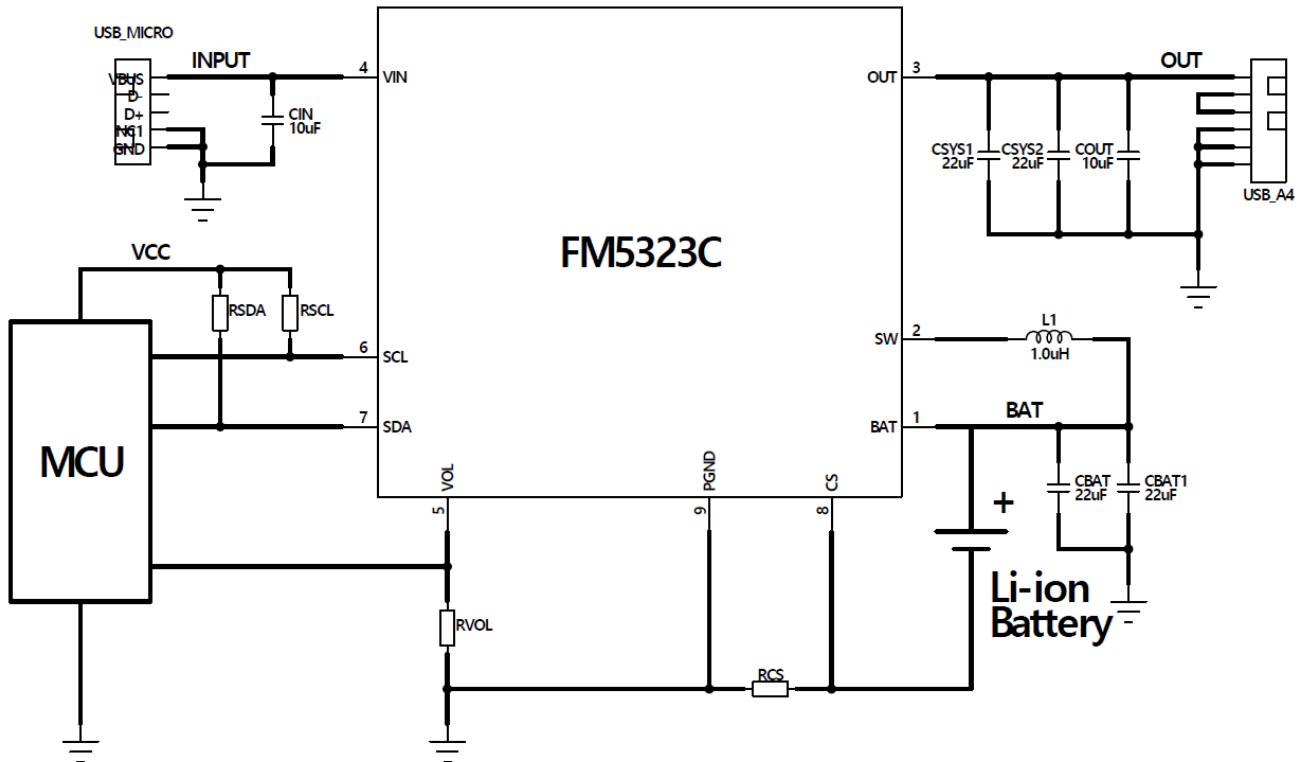 USB_MICRO
VBUS
D-
D+
NC1
GND
INPUT
CIN
10uF
4
VIN
OUT
3
OUT
CSYS1
22uF
CSYS2
22uF
COUT
10uF
USB_A4
FM5323C
VCC
RSDA
RSCL
6
SCL
7
SDA
MCU
SW
2
L1
1.0uH
BAT
1
BAT
VOL
5
PGND
9
CS
8
CBAT
22uF
CBAT1
22uF
+
Li-ion
Battery
RVOL
RCS